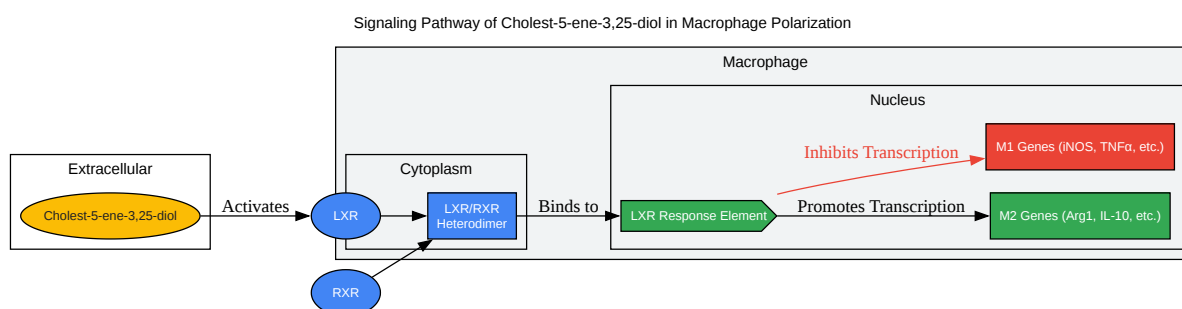 Signaling Pathway of Cholest-5-ene-3,25-diol in Macrophage Polarization
Macrophage
Nucleus
Extracellular
Cytoplasm
Cholest-5-ene-3,25-diol
Activates
LXR
LXR/RXR
Heterodimer
Binds to
LXR Response Element
Inhibits Transcription
M1 Genes (iNOS, TNFα, etc.)
Promotes Transcription
M2 Genes (Arg1, IL-10, etc.)
RXR